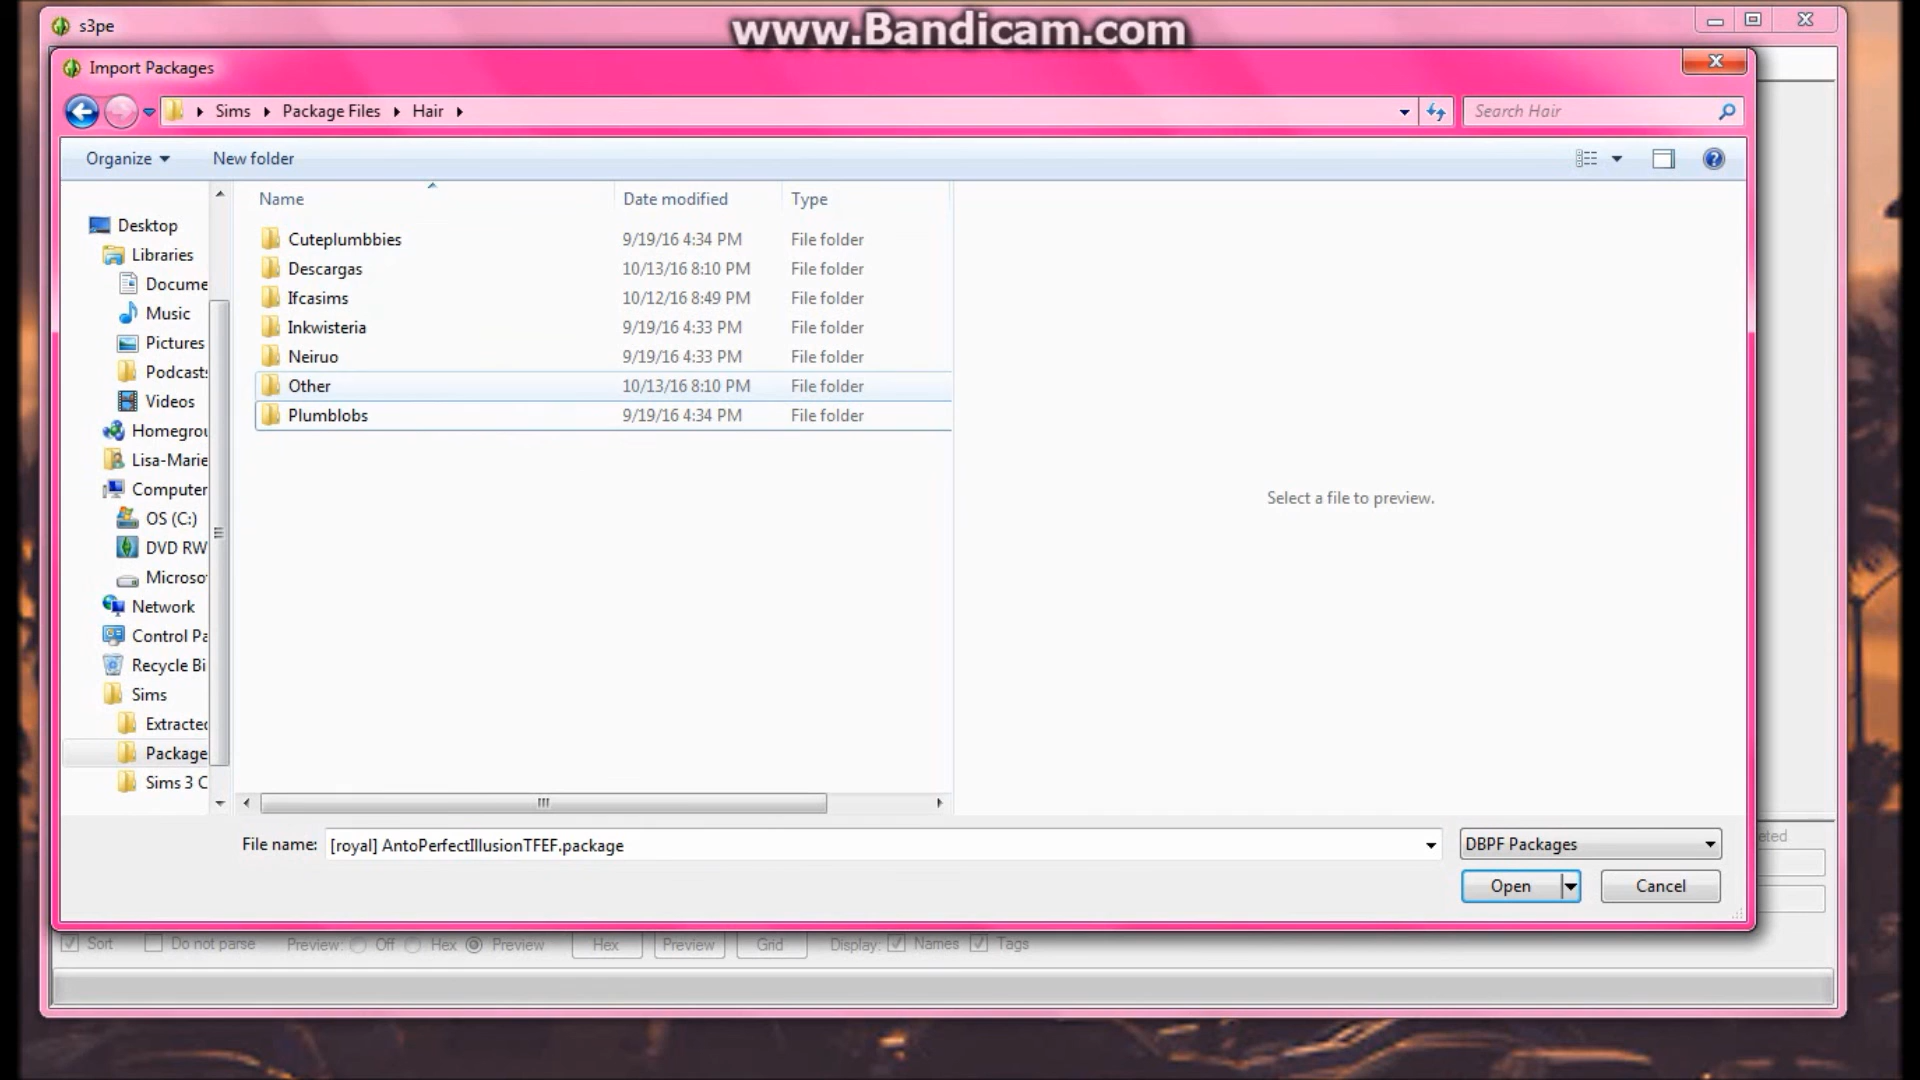 s3pe
www.Bandicam.com
Import Packages
Sims Package Files Hair
Search Hair
Organize
New folder
Name
Date modified
Type
Desktop
Libraries
Docume
Music
Pictures
Podcast
Videos
Homegrou
Lisa-Marie
Computer
OS (C:)
DVD RW
Microso
Network
Control Pa
Recycle Bi
Sims
Extracted
Package
Sims 3 C
Cuteplumbbies 9/19/16 4:34 PM File folder
Descargas 10/13/16 8:10 PM File folder
Ifcasims 10/12/16 8:49 PM File folder
Inkwisteria 9/19/16 4:33 PM File folder
Neiruo 9/19/16 4:33 PM File folder
Other 10/13/16 8:10 PM File folder
Plumblobs 9/19/16 4:34 PM File folder
Select a file to preview.
File name: [royal] AntoPerfectIllusionTFEF.package
DBPF Packages
eted
Open
Cancel
Sort Do not parse Preview: Off Hex Preview Hex Preview Grid Display: Names Tags